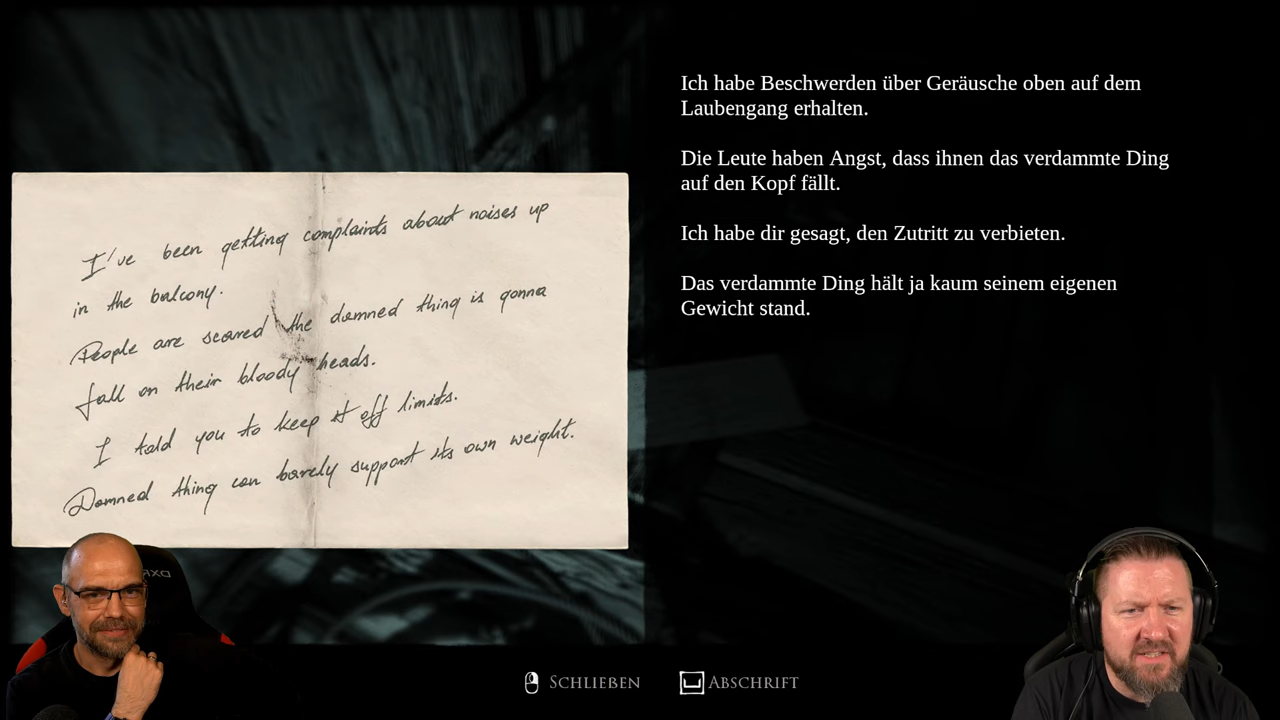 I've been getting complaints about noises up
in the balcony.
People are scared the damned thing is gonna
fall on their bloody heads.
I told you to keep it off limits.
Damned thing can barely support its own weight.
Ich habe Beschwerden über Geräusche oben auf dem
Laubengang erhalten.
Die Leute haben Angst, dass ihnen das verdammte Ding
auf den Kopf fällt.
Ich habe dir gesagt, den Zutritt zu verbieten.
Das verdammte Ding hält ja kaum seinem eigenen
Gewicht stand.
DXR
Schließen
Abschrift